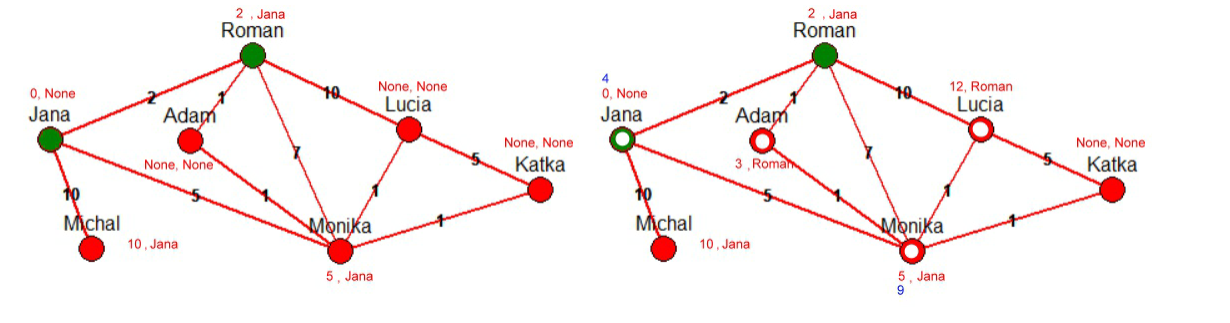 2 , Jana
Roman
2
1
10
None, None
Lucia
0, None
Jana
Adam
None, None
7
None, None
Katka
5
10
5
1
1
1
Michal
10 , Jana
Monika
5 , Jana
2 , Jana
Roman
4
0, None
Jana
2
1
10
12, Roman
Lucia
Adam
3 ,Roman
7
None, None
Katka
5
10
5
1
1
1
Michal
10 , Jana
Monika
5 , Jana
9